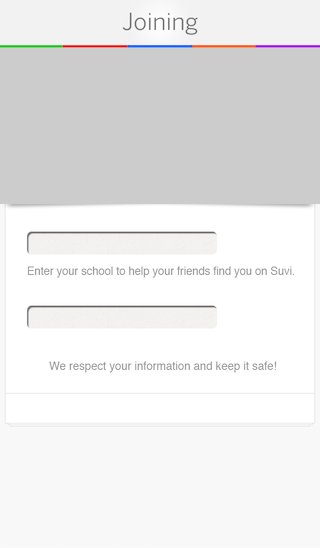 Joining
Enter your school to help your friends find you on Suvi.
We respect your information and keep it safe!